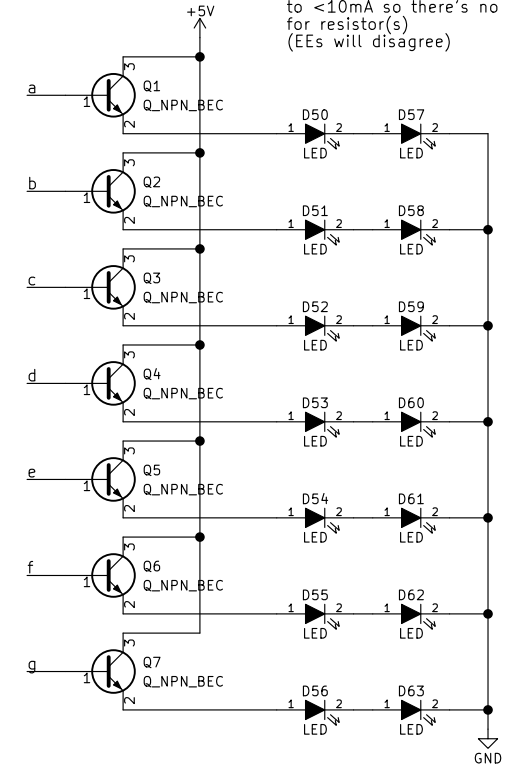 +5V
to <10mA so there's no
for resistor(s)
(EEs will disagree)
a 1 3 2 Q1
Q_NPN_BEC
D50 D57
1 2 1 2
LED LED
b 1 3 2 Q2
Q_NPN_BEC
D51 D58
1 2 1 2
LED LED
c 1 3 2 Q3
Q_NPN_BEC
D52 D59
1 2 1 2
LED LED
d 1 3 2 Q4
Q_NPN_BEC
D53 D60
1 2 1 2
LED LED
e 1 3 2 Q5
Q_NPN_BEC
D54 D61
1 2 1 2
LED LED
f 1 3 2 Q6
Q_NPN_BEC
D55 D62
1 2 1 2
LED LED
g 1 3 2 Q7
Q_NPN_BEC
D56 D63
1 2 1 2
LED LED
GND